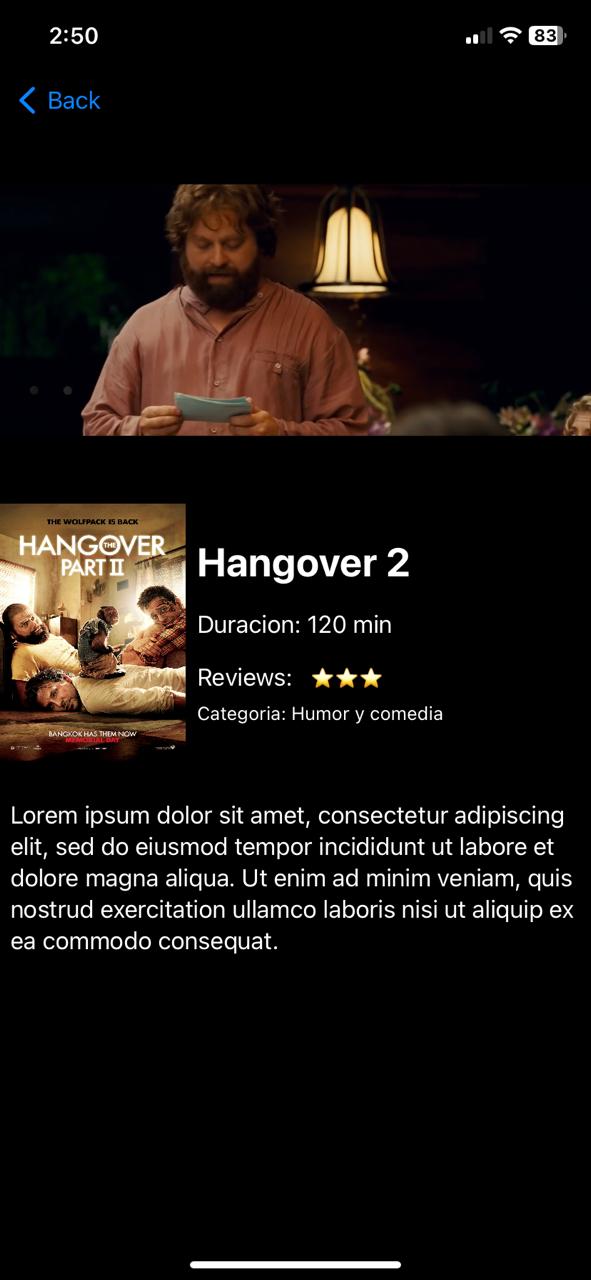 2:50
83
Back
THE WOLFPACK IS BACK
THE
HANGOVER
PART II
BANGKOK HAS THEM NOW
MEMORIAL DAY
Hangover 2
Duracion: 120 min
Reviews: ⭐⭐⭐
Categoria: Humor y comedia
Lorem ipsum dolor sit amet, consectetur adipiscing
elit, sed do eiusmod tempor incididunt ut labore et
dolore magna aliqua. Ut enim ad minim veniam, quis
nostrud exercitation ullamco laboris nisi ut aliquip ex
ea commodo consequat.